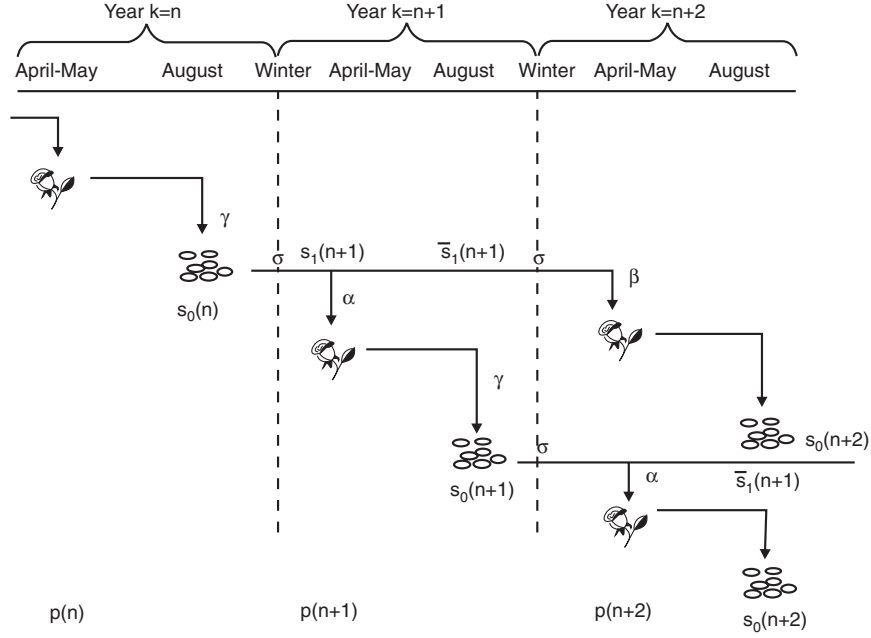 Year k=n Year k=n+1 Year k=n+2
April-May August Winter April-May August Winter April-May August
γ
σ s₁(n+1) s̅₁(n+1) σ
β
s₀(n)
α
γ
s₀(n+2)
σ
s₀(n+1) α s̅₁(n+1)
p(n) p(n+1) p(n+2) s₀(n+2)